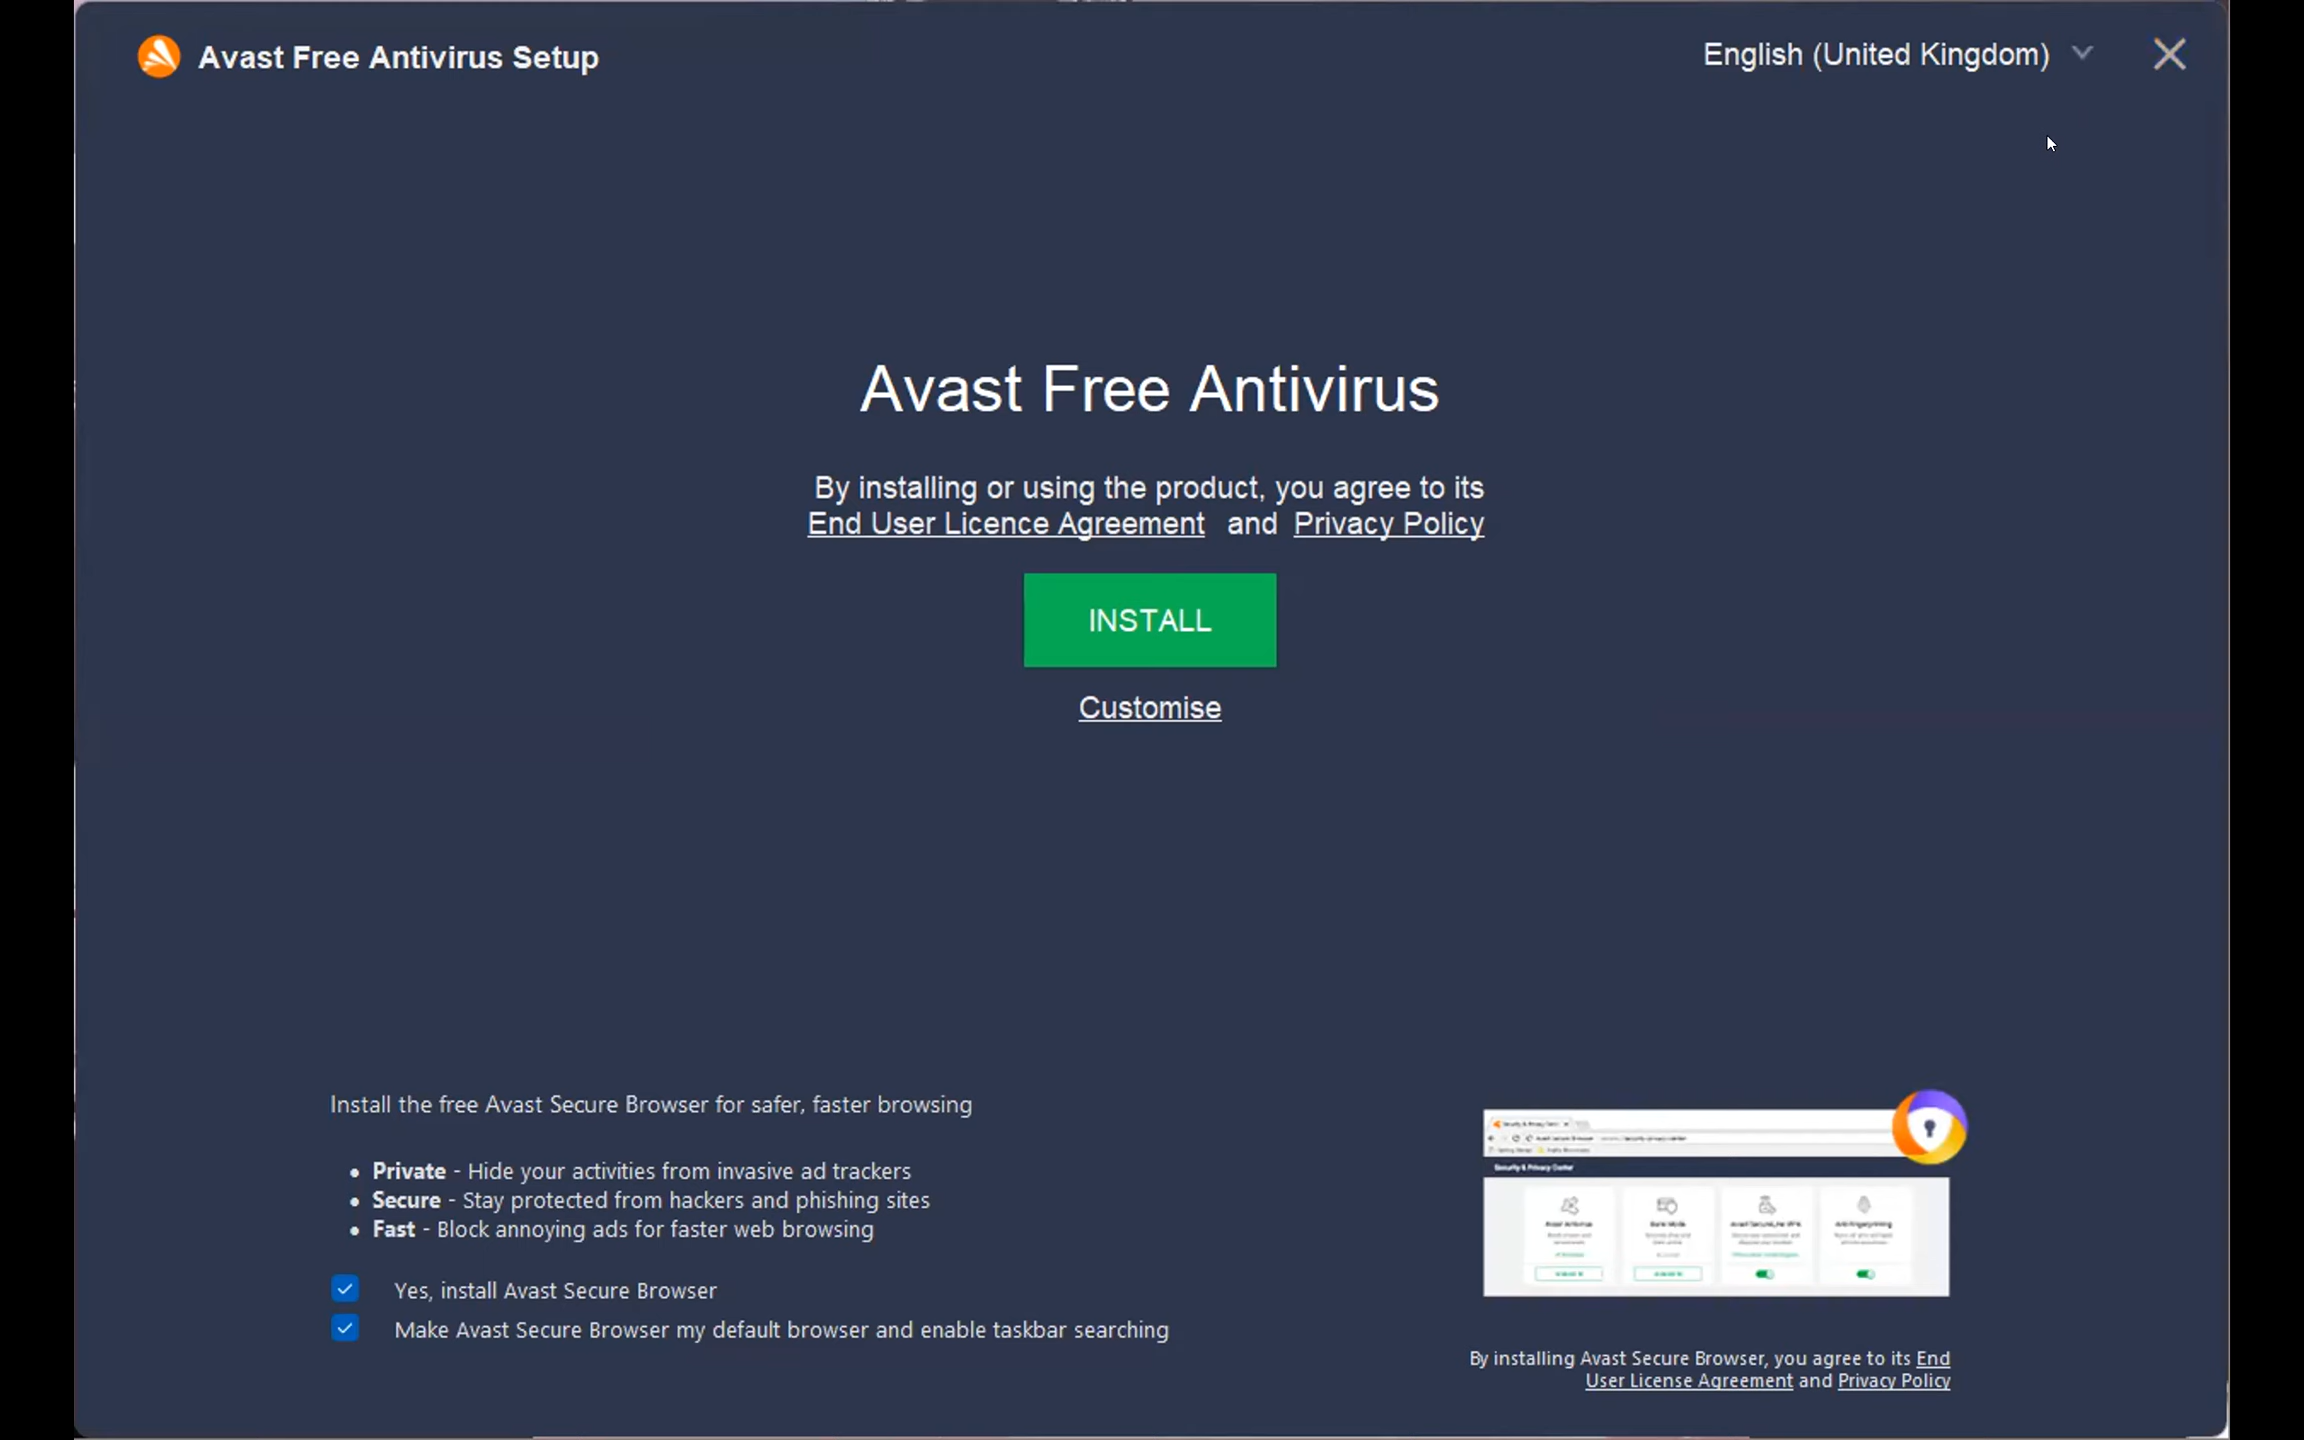 Avast Free Antivirus Setup
English (United Kingdom)
Avast Free Antivirus
By installing or using the product, you agree to its
End User Licence Agreement and Privacy Policy
INSTALL
Customise
Install the free Avast Secure Browser for safer, faster browsing
• Private - Hide your activities from invasive ad trackers
• Secure - Stay protected from hackers and phishing sites
• Fast - Block annoying ads for faster web browsing
Yes, install Avast Secure Browser
Make Avast Secure Browser my default browser and enable taskbar searching
Security & Privacy Center
By installing Avast Secure Browser, you agree to its End
User License Agreement and Privacy Policy